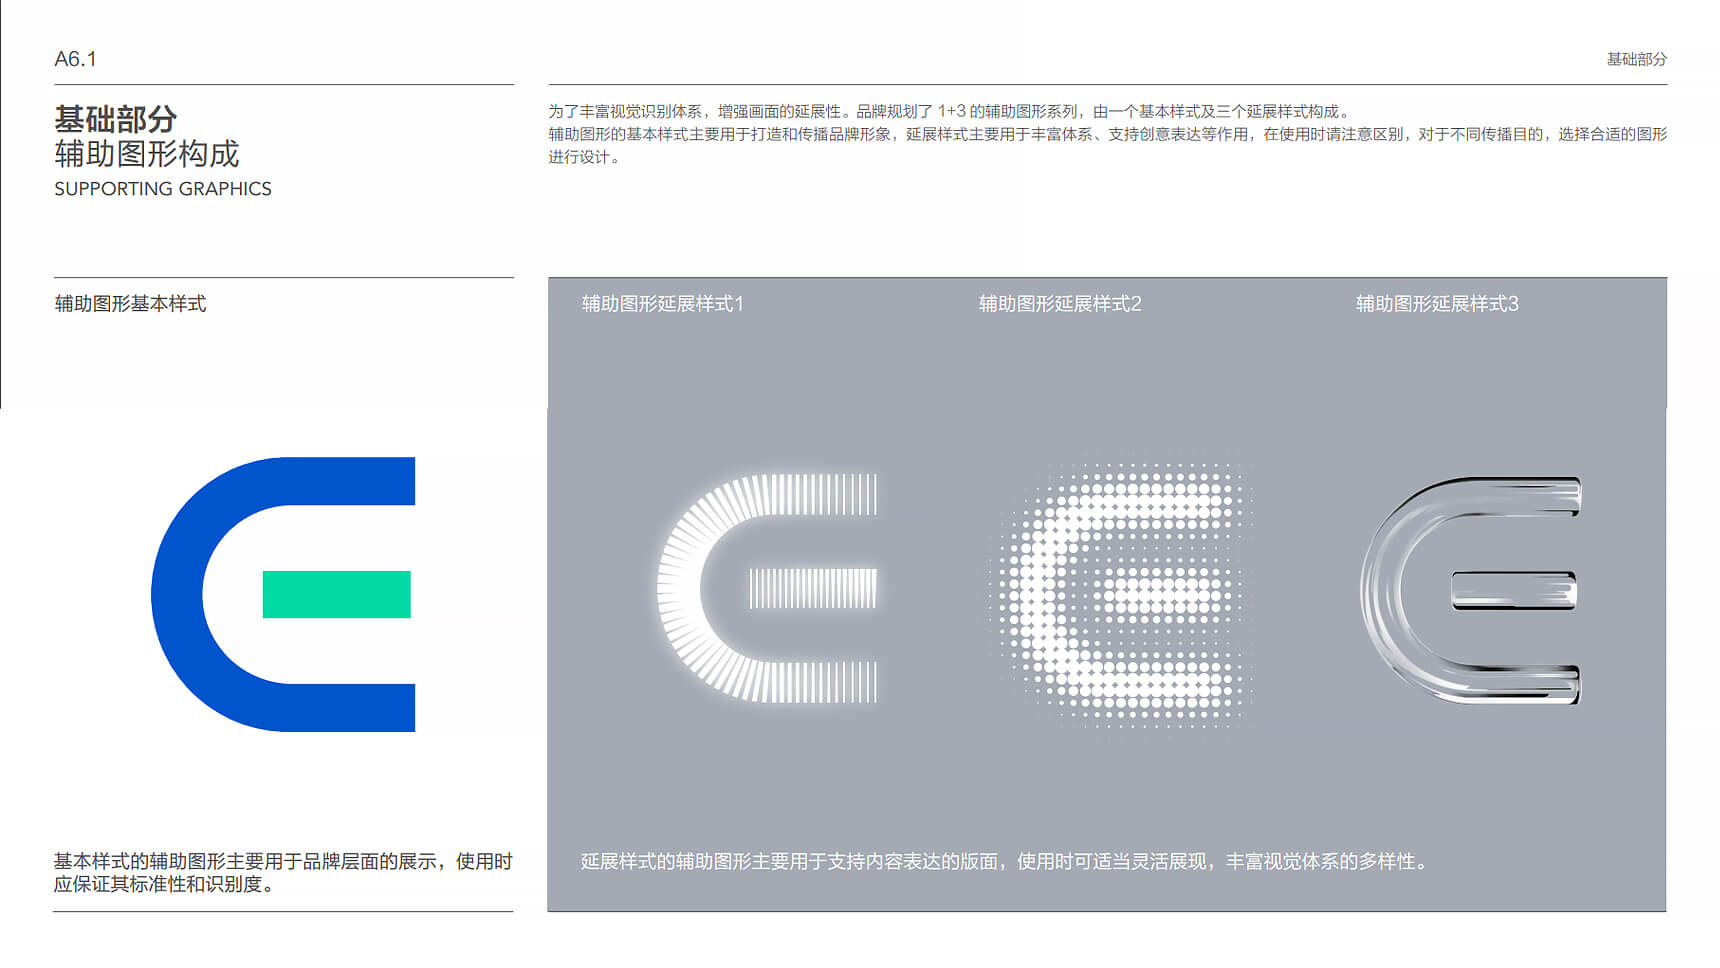 A6.1
基础部分
基础部分
辅助图形构成
SUPPORTING GRAPHICS
为了丰富视觉识别体系，增强画面的延展性。品牌规划了 1+3 的辅助图形系列，由一个基本样式及三个延展样式构成。
辅助图形的基本样式主要用于打造和传播品牌形象，延展样式主要用于丰富体系、支持创意表达等作用，在使用时请注意区别，对于不同传播目的，选择合适的图形
进行设计。
辅助图形基本样式
辅助图形延展样式1
辅助图形延展样式2
辅助图形延展样式3
基本样式的辅助图形主要用于品牌层面的展示，使用时
应保证其标准性和识别度。
延展样式的辅助图形主要用于支持内容表达的版面，使用时可适当灵活展现，丰富视觉体系的多样性。